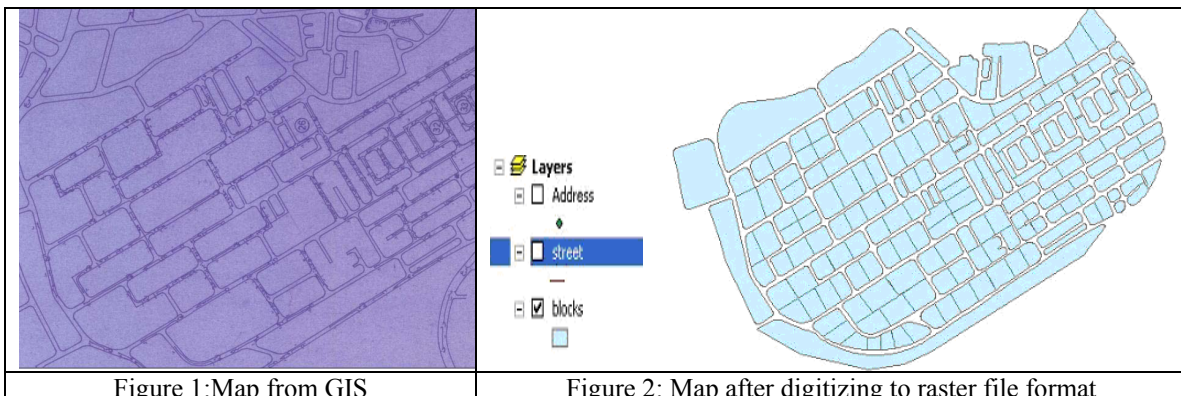 Layers
Address
street
blocks
Figure 1:Map from GIS
Figure 2: Map after digitizing to raster file format